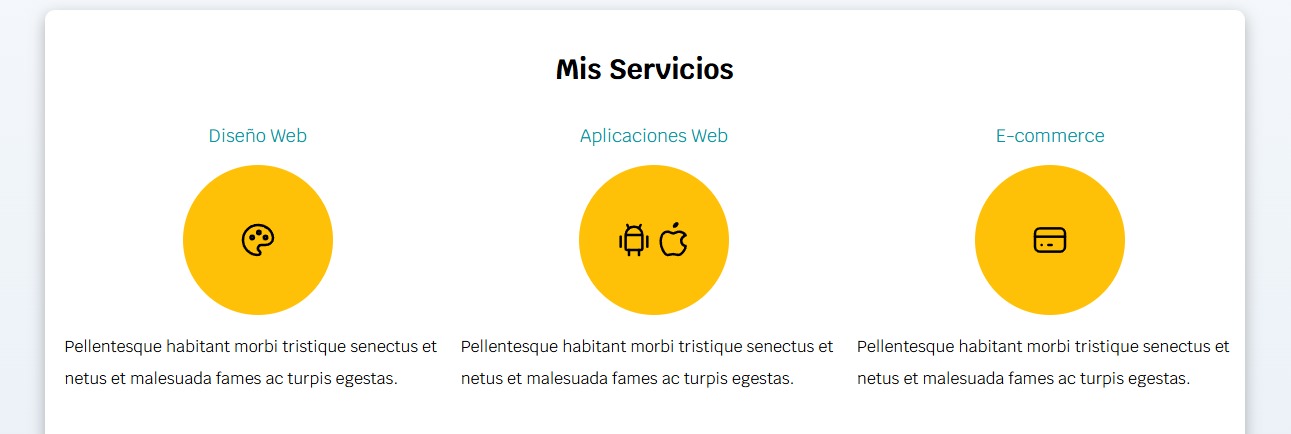 Mis Servicios
Diseño Web
Pellentesque habitant morbi tristique senectus et
netus et malesuada fames ac turpis egestas.
Aplicaciones Web
Pellentesque habitant morbi tristique senectus et
netus et malesuada fames ac turpis egestas.
E-commerce
Pellentesque habitant morbi tristique senectus et
netus et malesuada fames ac turpis egestas.